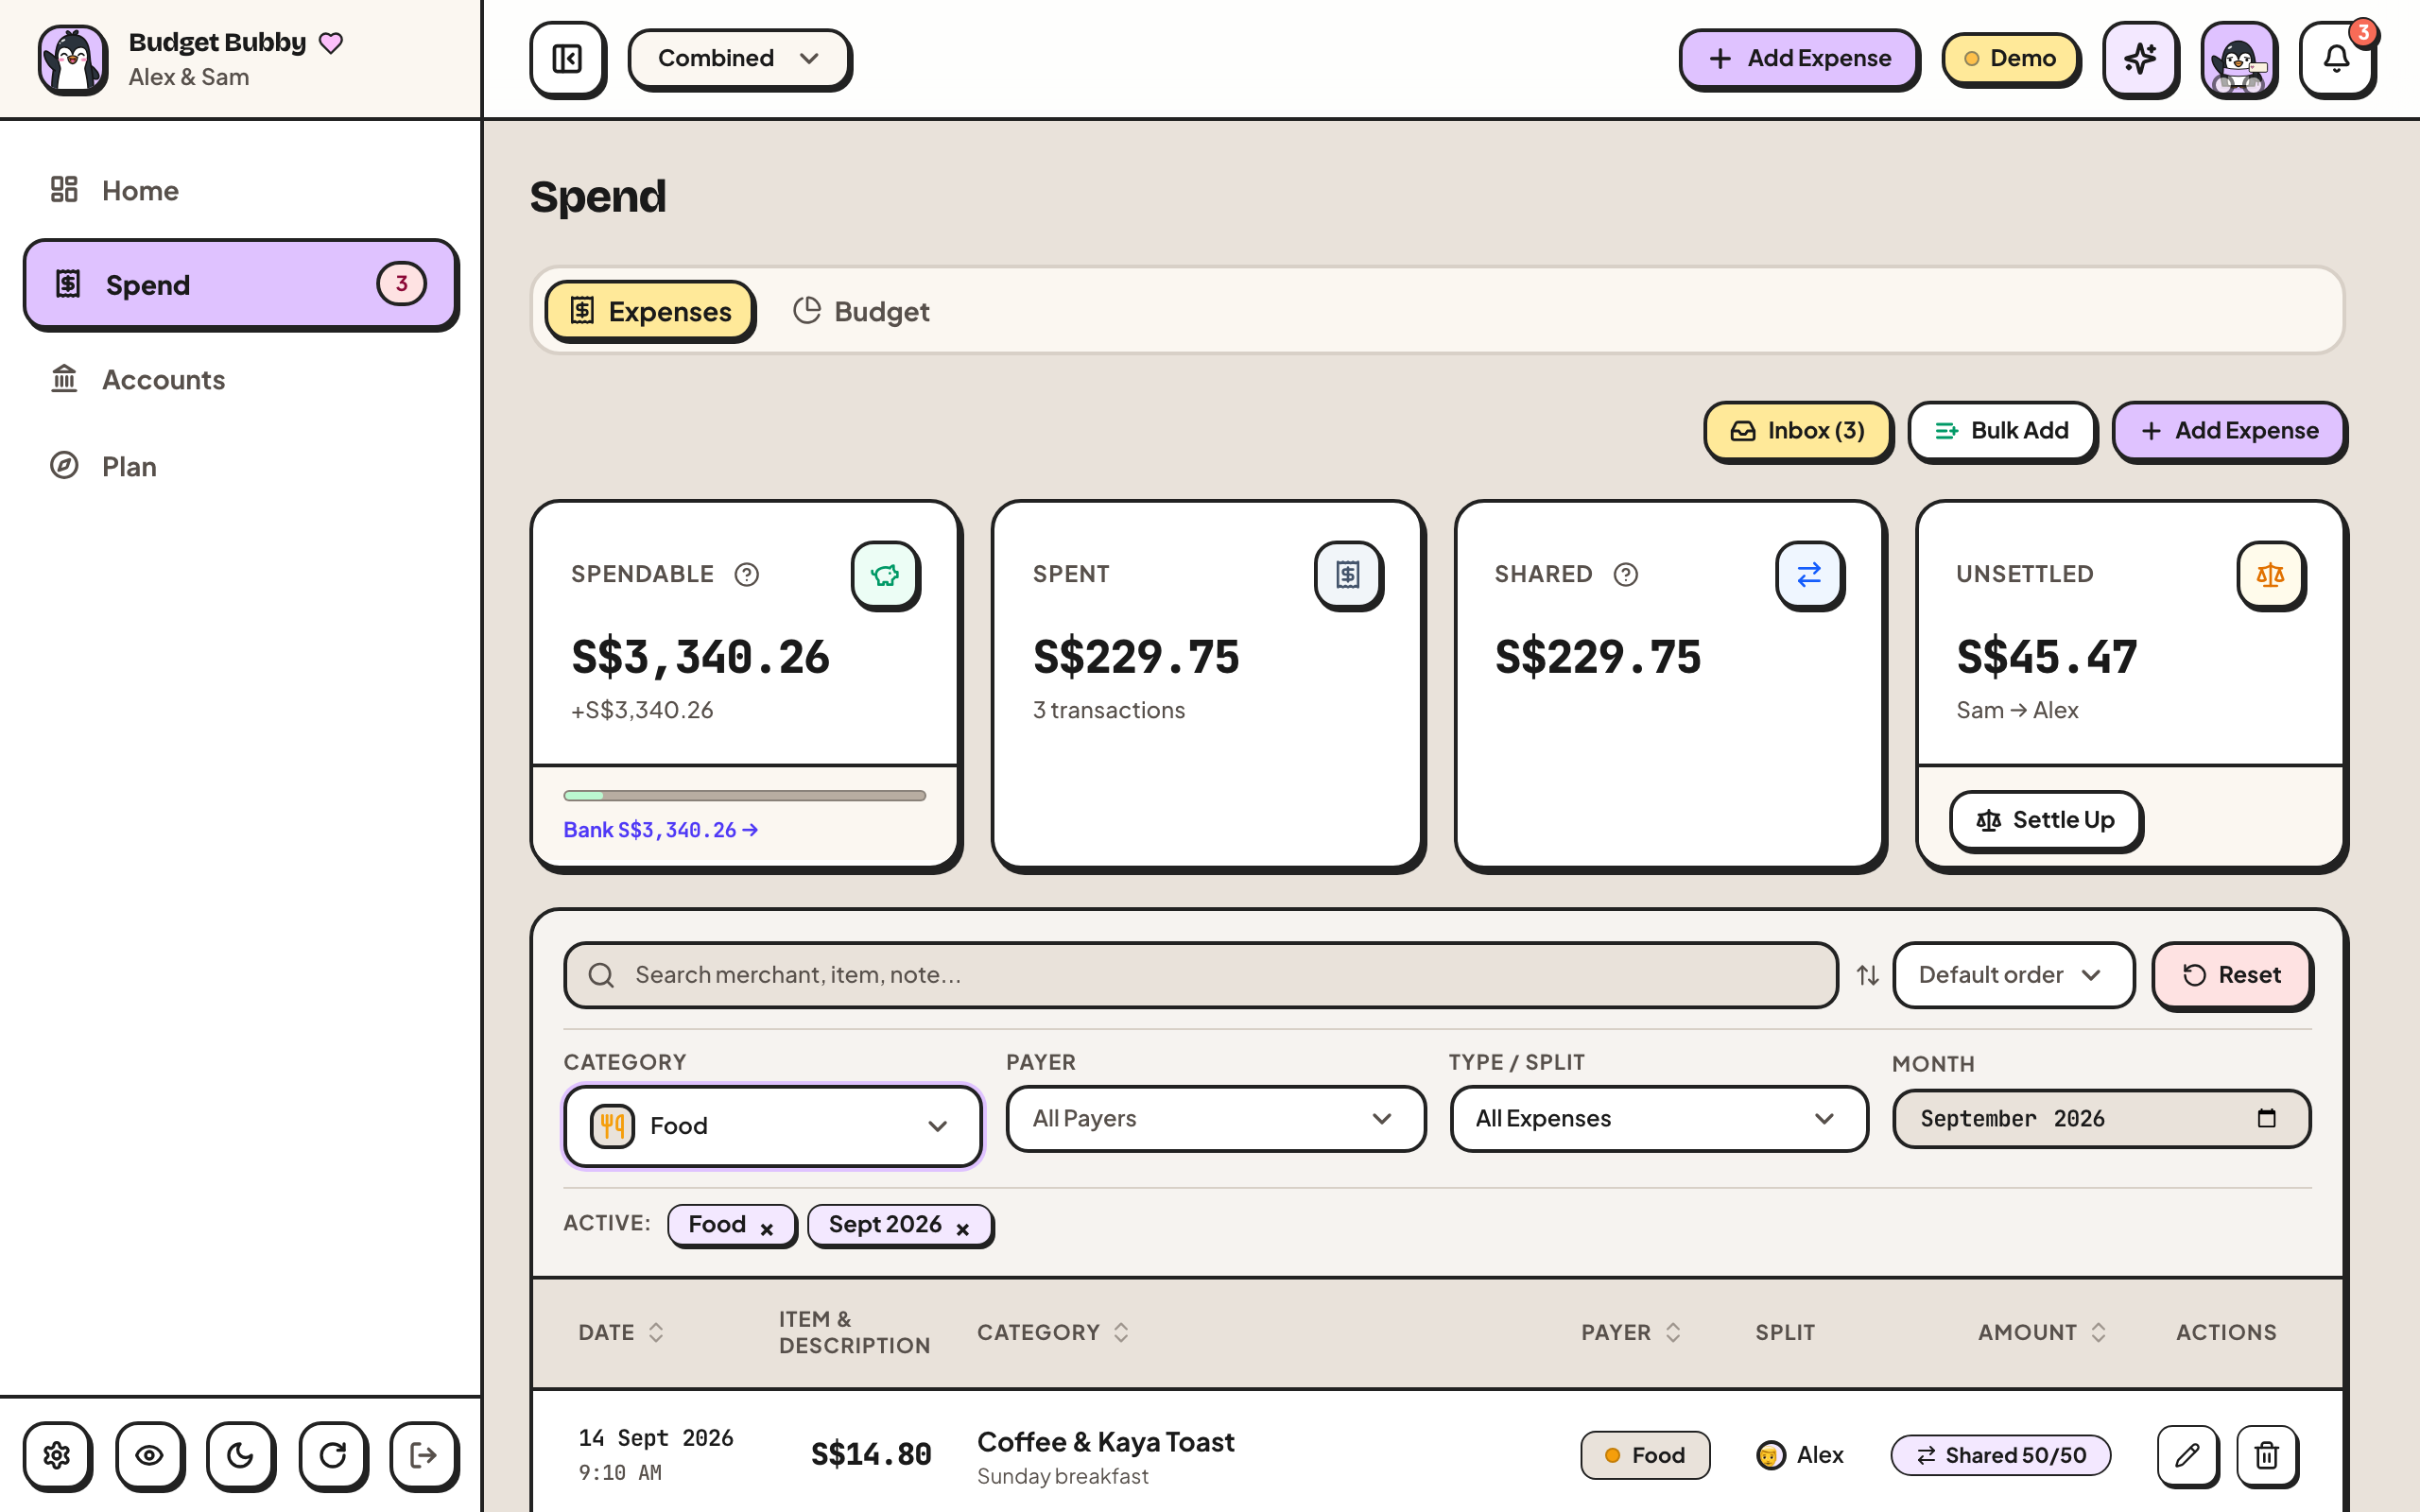 Budget Bubby
Alex & Sam
Combined
Add Expense
Demo
3
Home
Spend
3
Accounts
Plan
Spend
Expenses
Budget
Inbox (3)
Bulk Add
Add Expense
SPENDABLE
S$3,340.26
+S$3,340.26
Bank S$3,340.26 →
SPENT
S$229.75
3 transactions
SHARED
S$229.75
UNSETTLED
S$45.47
Sam → Alex
Settle Up
Search merchant, item, note...
Default order
Reset
CATEGORY
Food
PAYER
All Payers
TYPE / SPLIT
All Expenses
MONTH
September 2026
ACTIVE:
Food ×
Sept 2026 ×
DATE
ITEM &
DESCRIPTION
CATEGORY
PAYER
SPLIT
AMOUNT
ACTIONS
14 Sept 2026
9:10 AM
S$14.80
Coffee & Kaya Toast
Sunday breakfast
Food
Alex
Shared 50/50